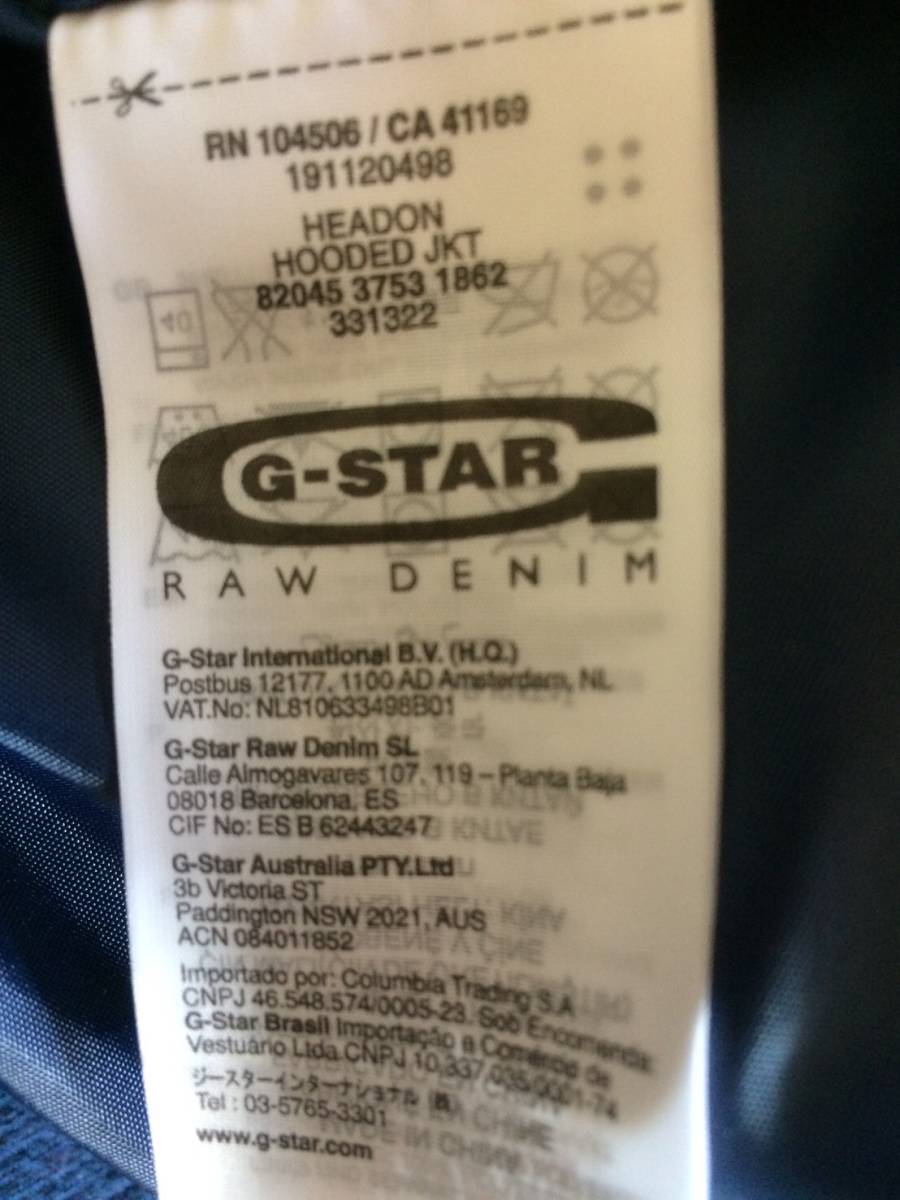 RN 104506 / CA 41169
191120498
HEADON
HOODED JKT
82045 3753 1862
331322
40
G-STAR
RAW DENIM
G-Star International B.V. (H.Q.)
Postbus 12177, 1100 AD Amsterdam, NL
VAT.No: NL810633498B01
G-Star Raw Denim SL
Calle Almogavares 107, 119 – Planta Baja
08018 Barcelona, ES
CIF No: ES B 62443247
G-Star Australia PTY.Ltd
3b Victoria ST
Paddington NSW 2021, AUS
ACN 084011852
Importado por: Columbia Trading S.A
CNPJ 46.548.574/0005-23. Sob Encomenda
G-Star Brasil Importação e Comércio de
Vestuário Ltda CNPJ 10.337.035/0001-74
ジースターインターナショナル (株)
Tel : 03-5765-3301
www.g-star.com